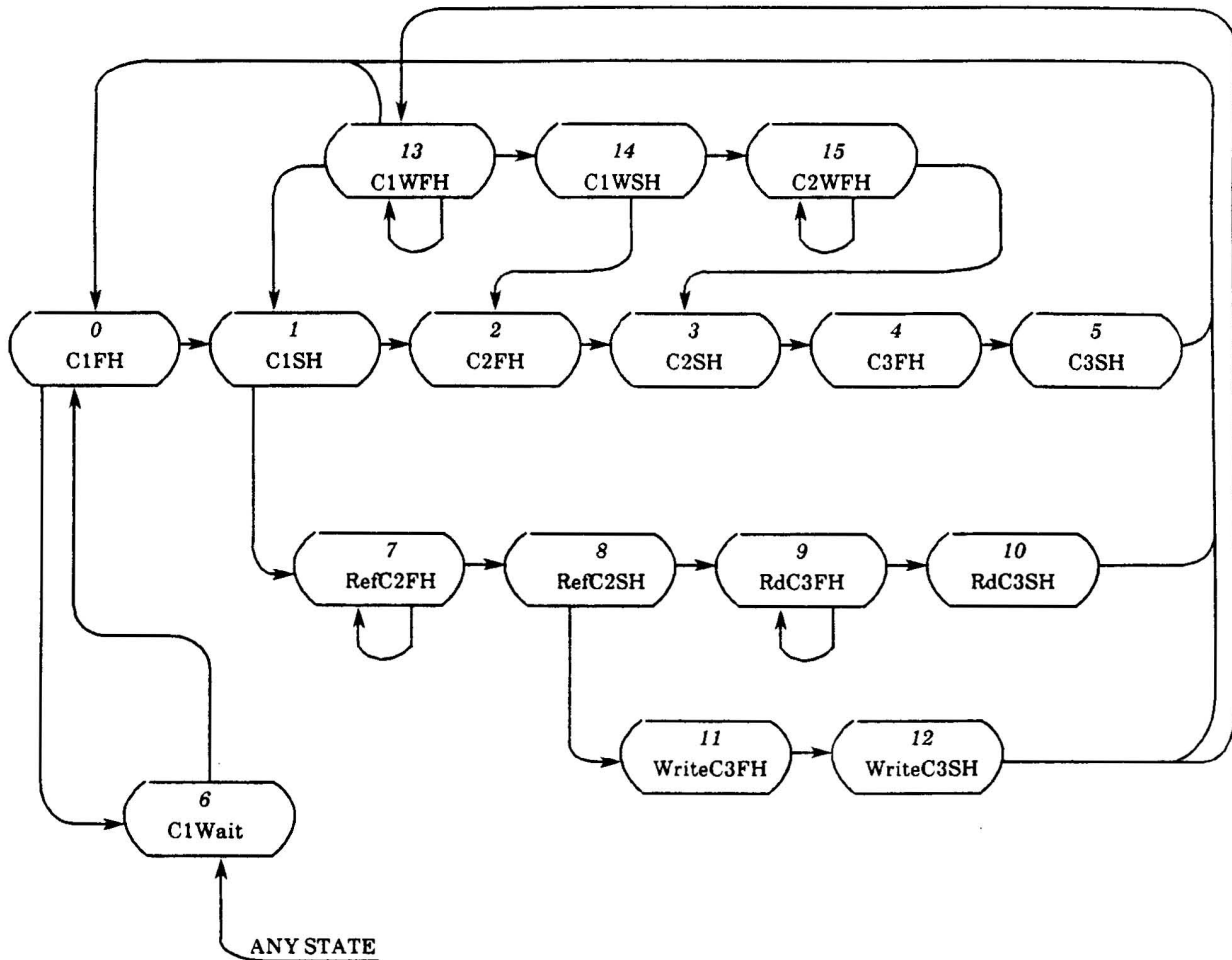 13
C1WFH
14
C1WSH
15
C2WFH
0
C1FH
1
C1SH
2
C2FH
3
C2SH
4
C3FH
5
C3SH
7
RefC2FH
8
RefC2SH
9
RdC3FH
10
RdC3SH
11
WriteC3FH
12
WriteC3SH
6
C1Wait
ANY STATE